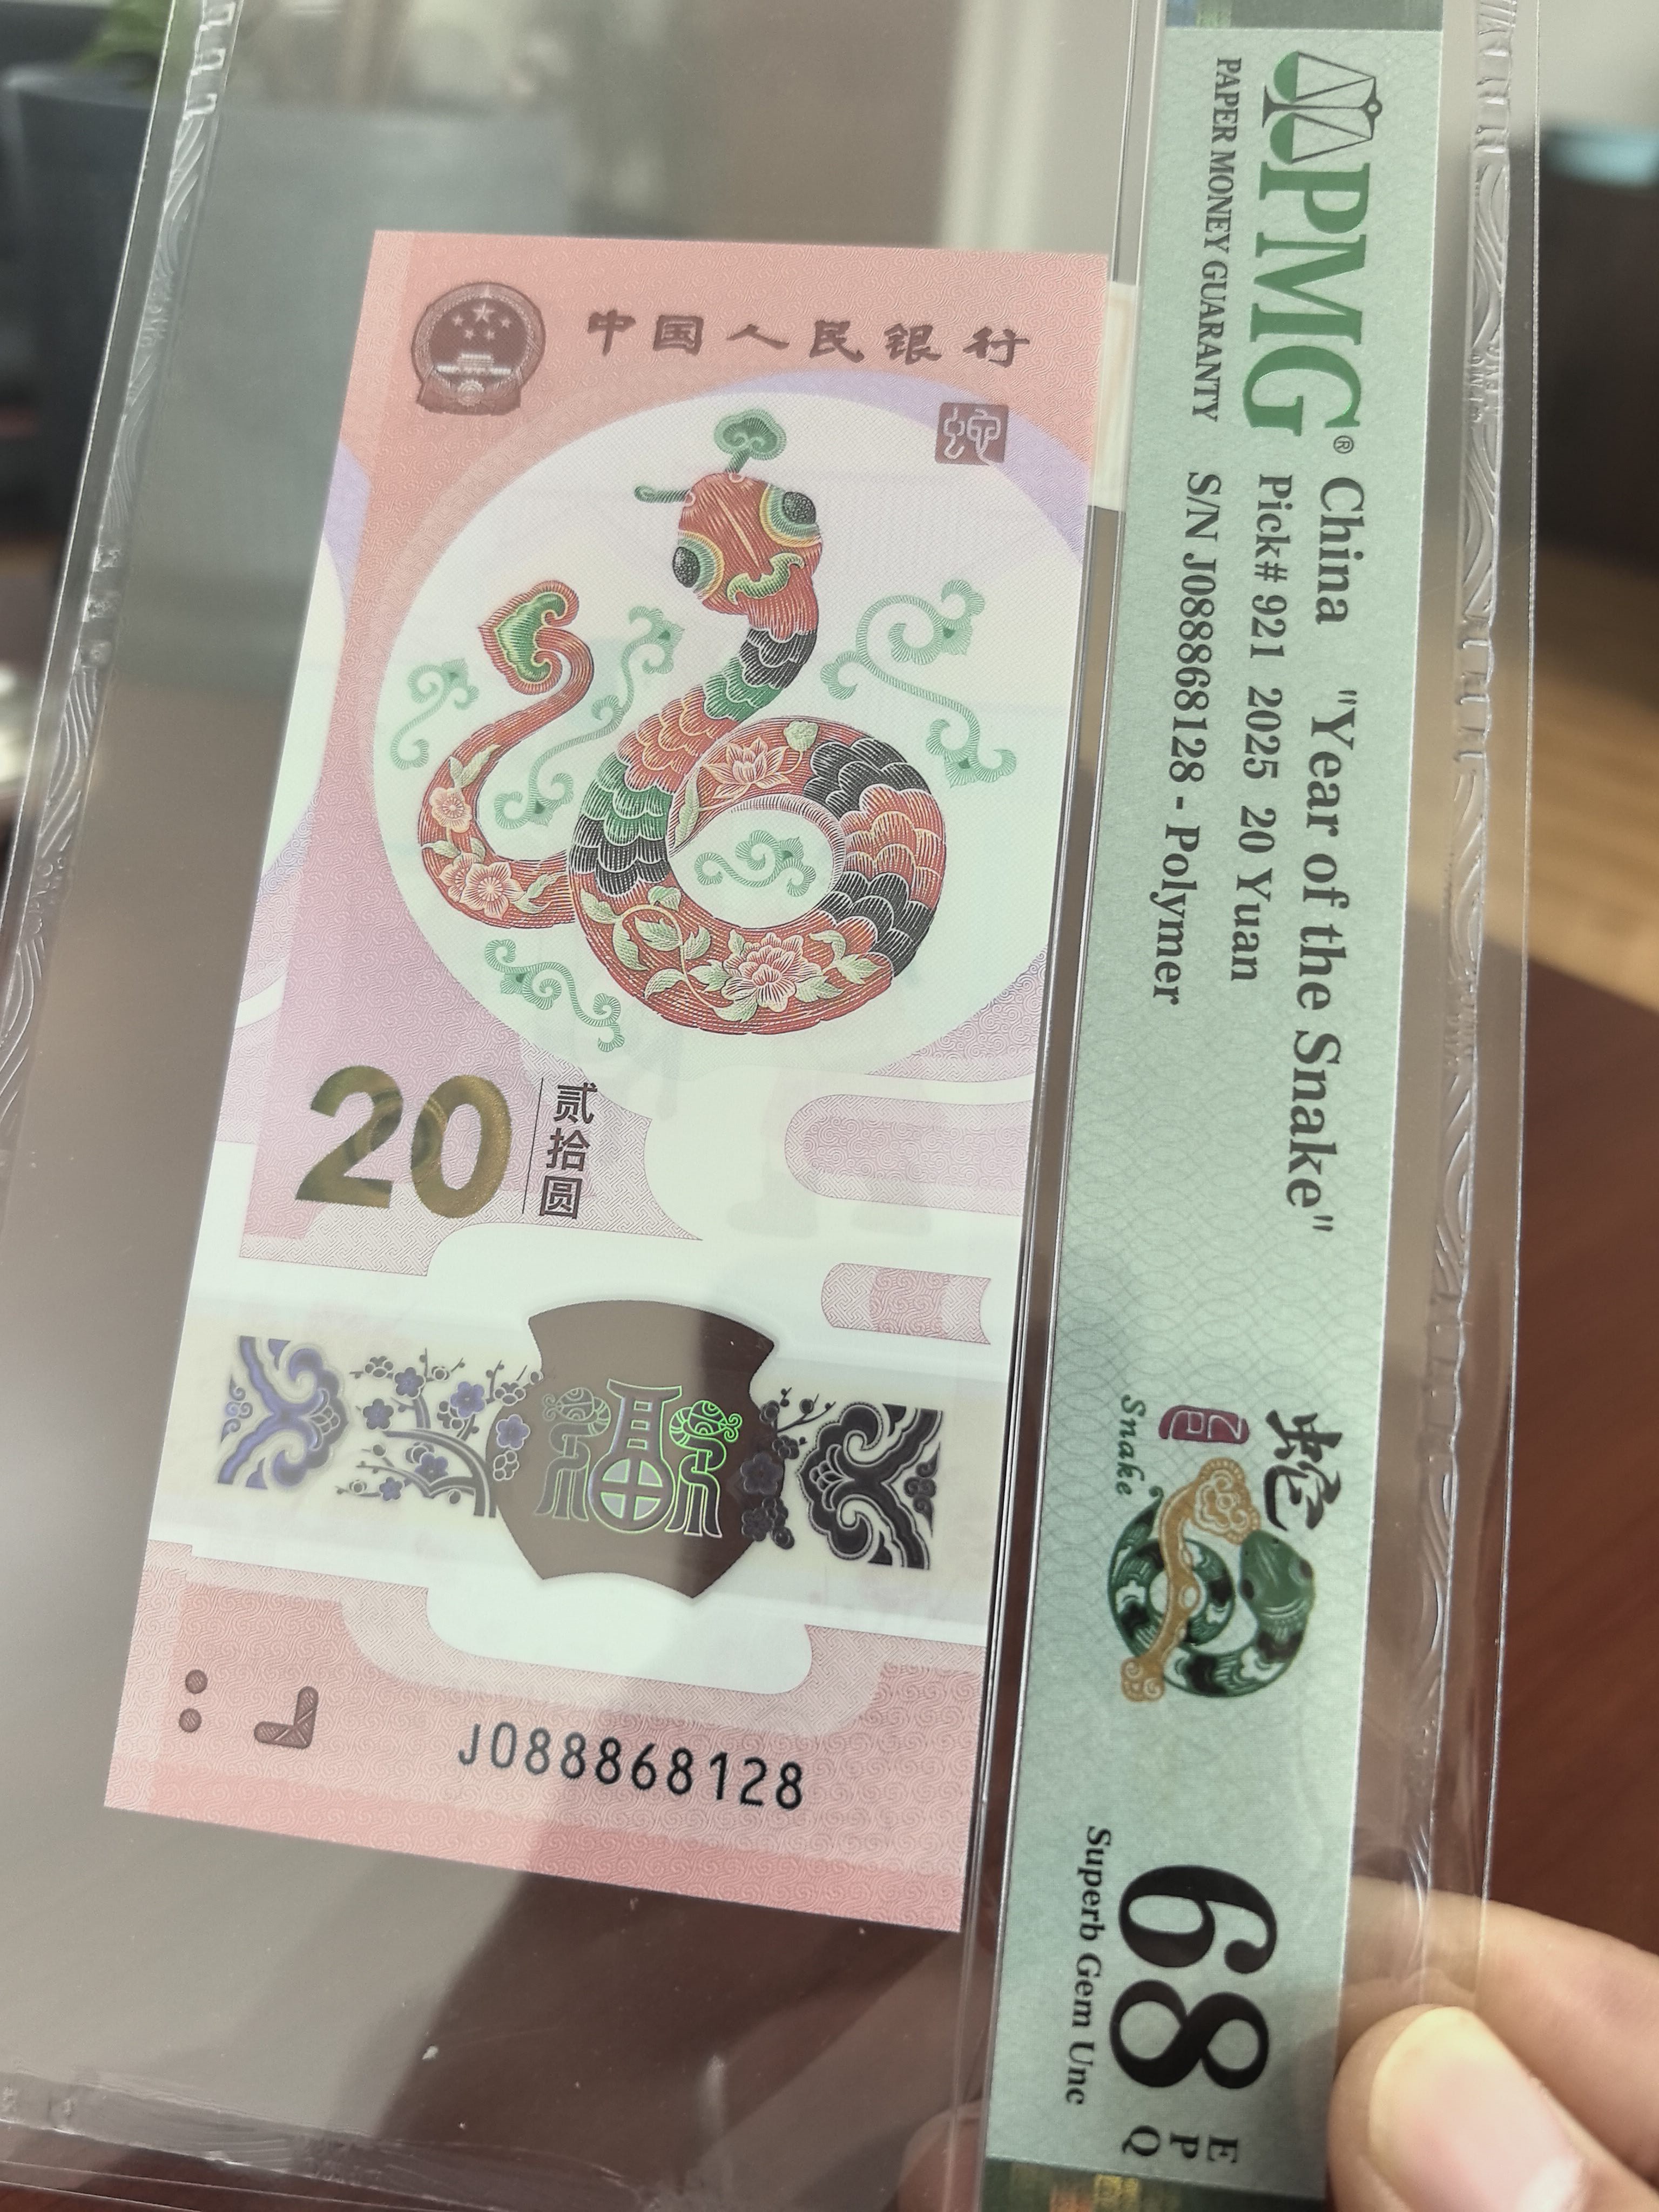 中国人民银行
蛇
20
贰拾圆
J088868128
PMG®
PAPER MONEY GUARANTY
China "Year of the Snake"
Pick# 921 2025 20 Yuan
S/N J088868128 - Polymer
蛇
Snake
68
EPQ
Superb Gem Unc